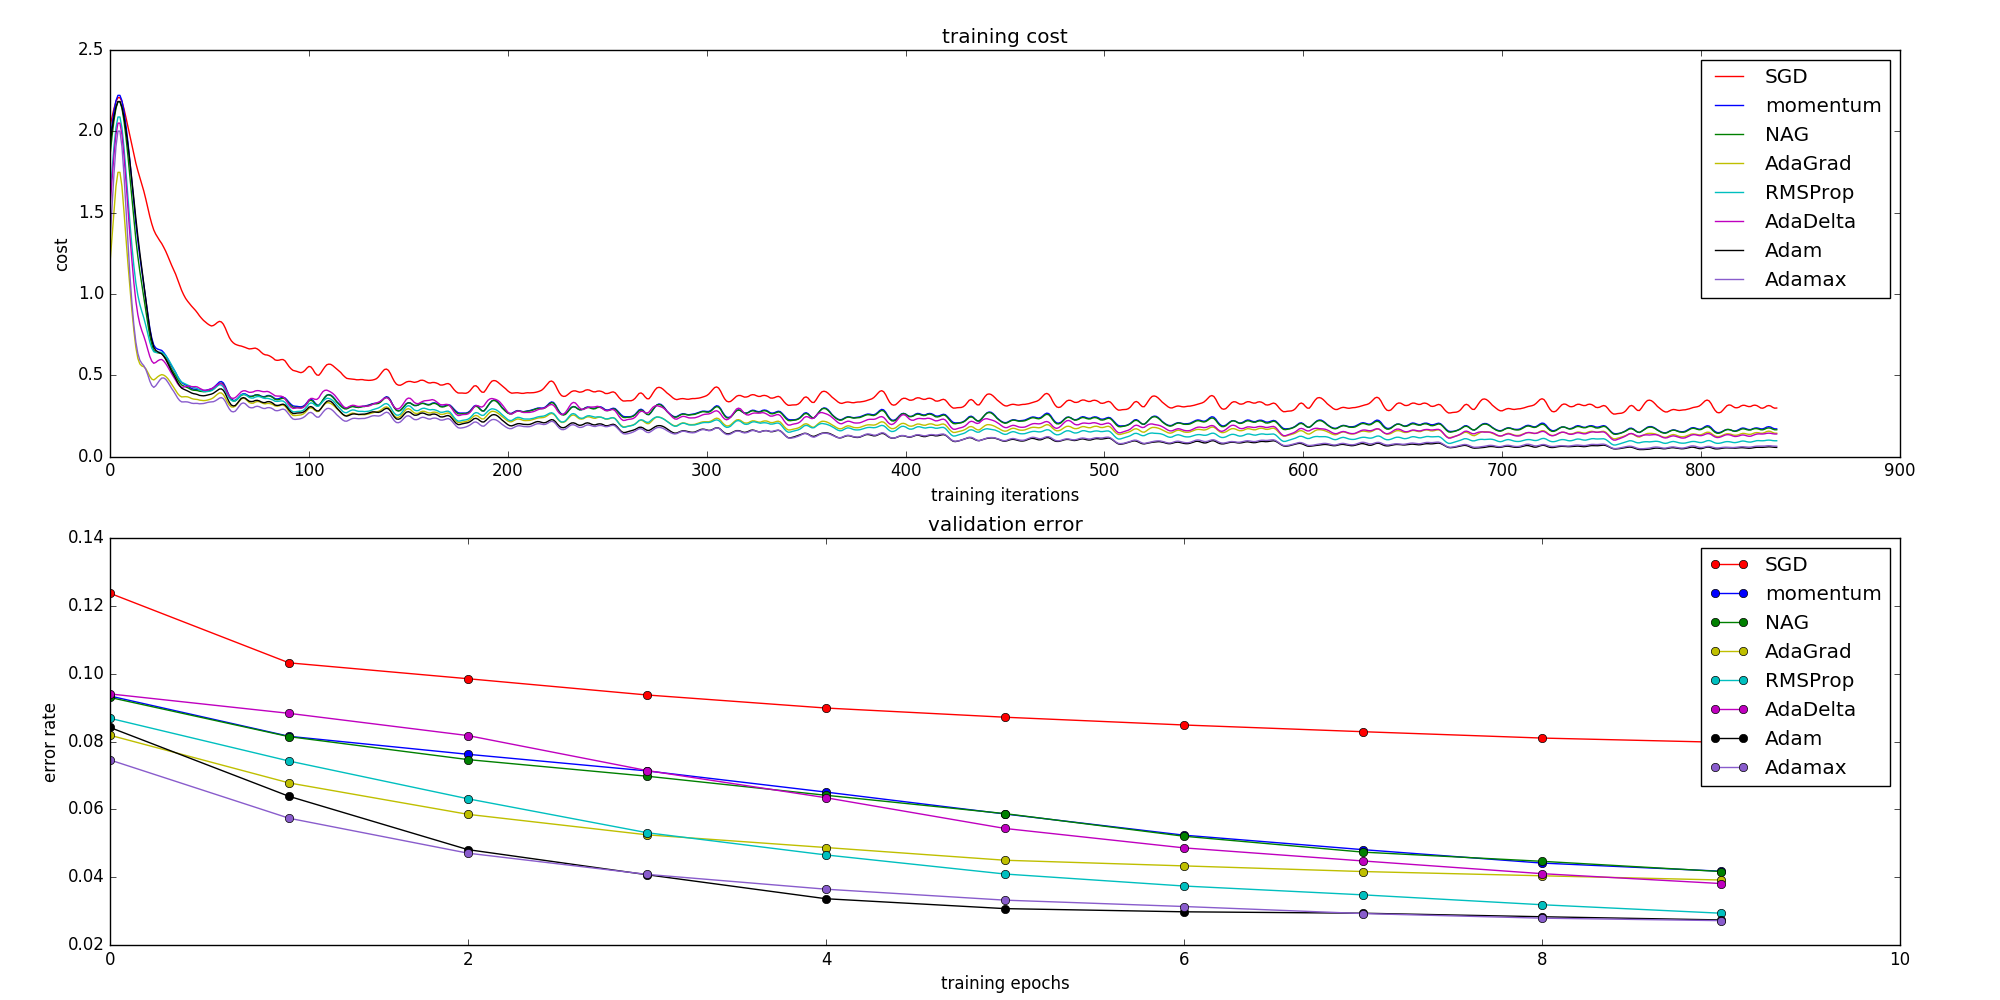 training cost
2.5
2.0
1.5
1.0
0.5
0.0
cost
0 100 200 300 400 500 600 700 800 900
training iterations
SGD
momentum
NAG
AdaGrad
RMSProp
AdaDelta
Adam
Adamax
validation error
0.14
0.12
0.10
0.08
0.06
0.04
0.02
error rate
0 2 4 6 8 10
training epochs
SGD
momentum
NAG
AdaGrad
RMSProp
AdaDelta
Adam
Adamax